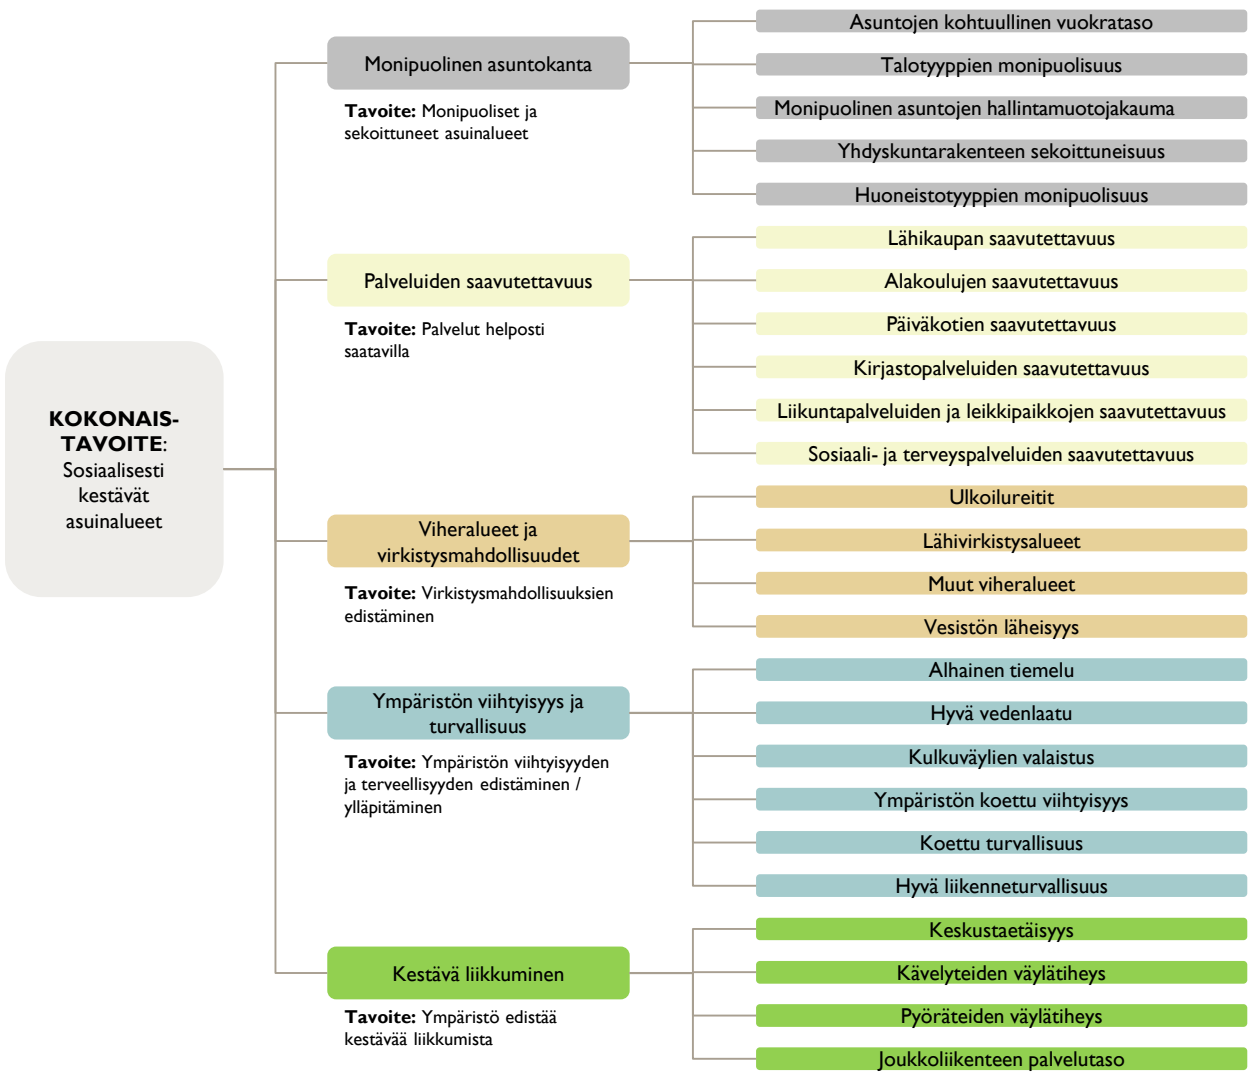 KOKONAIS-
TAVOITE:
Sosiaalisesti
kestävät
asuinalueet
Monipuolinen asuntokanta
Tavoite: Monipuoliset ja
sekoittuneet asuinalueet
Asuntojen kohtuullinen vuokrataso
Talotyyppien monipuolisuus
Monipuolinen asuntojen hallintamuotojakauma
Yhdyskuntarakenteen sekoittuneisuus
Huoneistotyyppien monipuolisuus
Palveluiden saavutettavuus
Tavoite: Palvelut helposti
saatavilla
Lähikaupan saavutettavuus
Alakoulujen saavutettavuus
Päiväkotien saavutettavuus
Kirjastopalveluiden saavutettavuus
Liikuntapalveluiden ja leikkipaikkojen saavutettavuus
Sosiaali- ja terveyspalveluiden saavutettavuus
Viheralueet ja
virkistysmahdollisuudet
Tavoite: Virkistysmahdollisuuksien
edistäminen
Ulkoilureitit
Lähivirkistysalueet
Muut viheralueet
Vesistön läheisyys
Ympäristön viihtyisyys ja
turvallisuus
Tavoite: Ympäristön viihtyisyyden
ja terveellisyyden edistäminen /
ylläpitäminen
Alhainen tiemelu
Hyvä vedenlaatu
Kulkuväylien valaistus
Ympäristön koettu viihtyisyys
Koettu turvallisuus
Hyvä liikenneturvallisuus
Kestävä liikkuminen
Tavoite: Ympäristö edistää
kestävää liikkumista
Keskustaetäisyys
Kävelyteiden väylätiheys
Pyöräteiden väylätiheys
Joukkoliikenteen palvelutaso